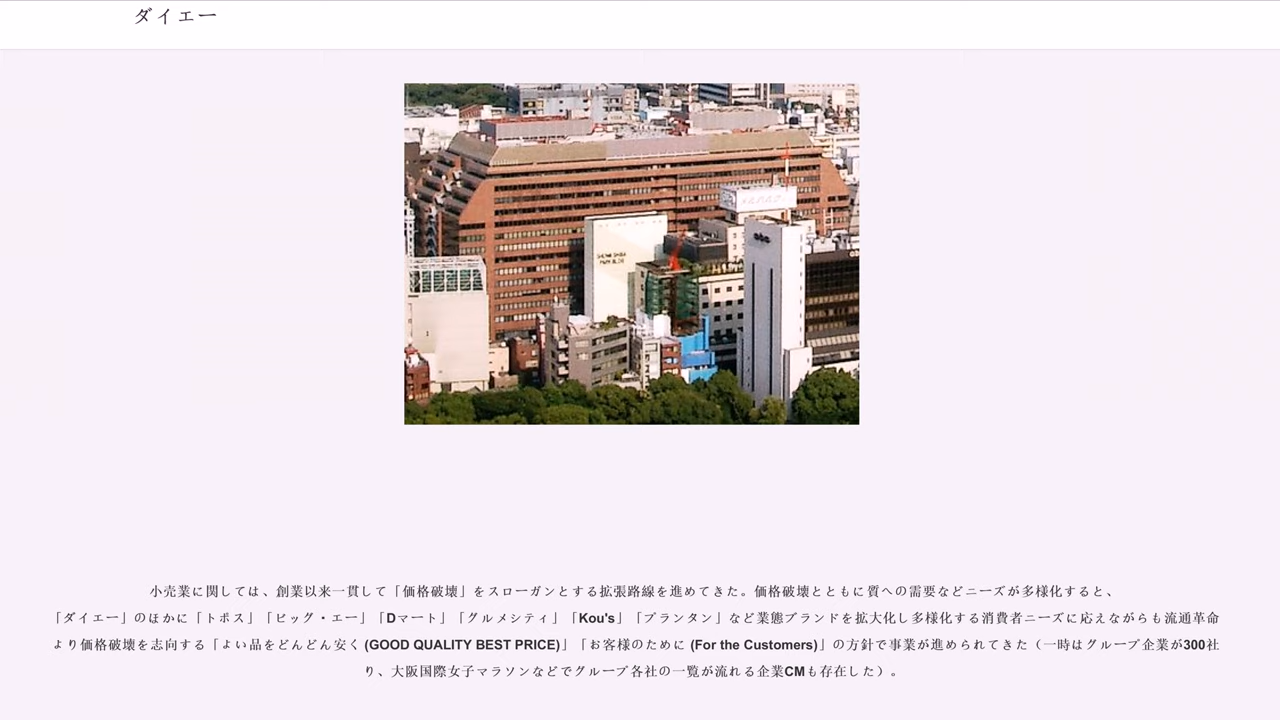 ダイエー
小売業に関しては、創業以来一貫して「価格破壊」をスローガンとする拡張路線を進めてきた。価格破壊とともに質への需要などニーズが多様化すると、
「ダイエー」のほかに「トポス」「ビッグ・エー」「Dマート」「グルメシティ」「Kou's」「プランタン」など業態ブランドを拡大化し多様化する消費者ニーズに応えながらも流通革命
より価格破壊を志向する「よい品をどんどん安く(GOOD QUALITY BEST PRICE)」「お客様のために (For the Customers)」の方針で事業が進められてきた（一時はグループ企業が300社
り、大阪国際女子マラソンなどでグループ各社の一覧が流れる企業CMも存在した）。